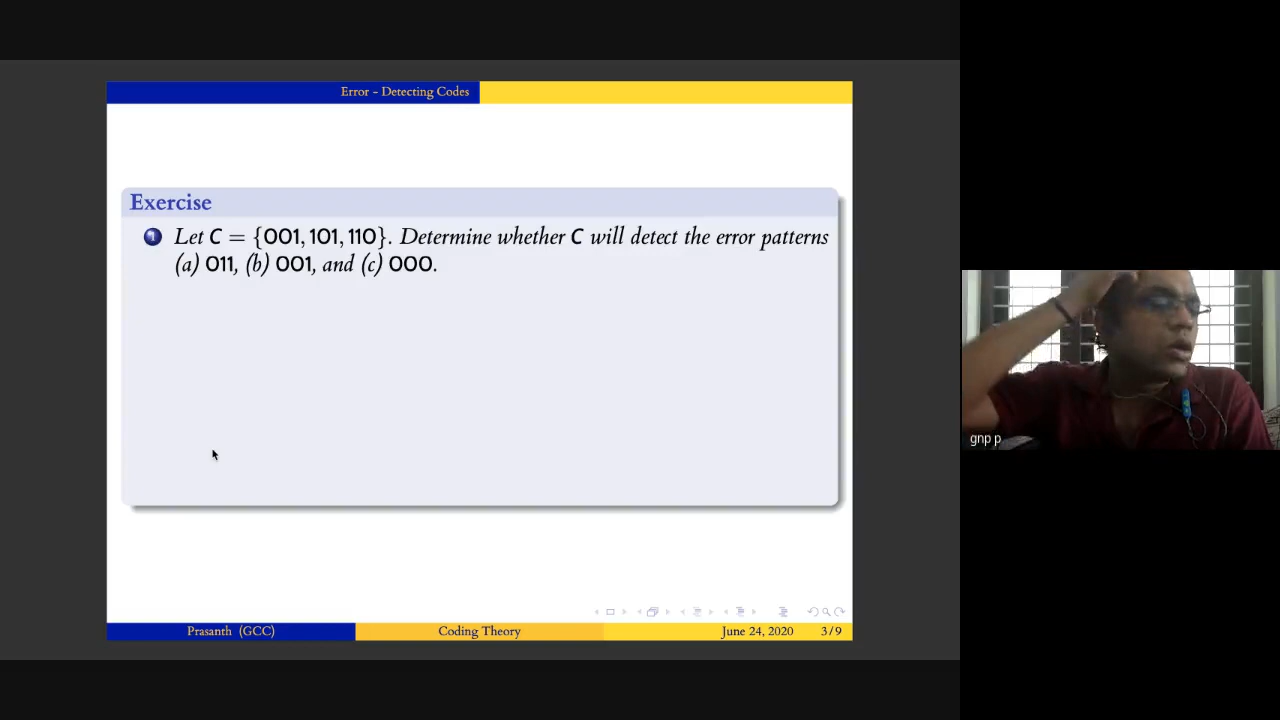 Error - Detecting Codes
Exercise
1 Let C = {001, 101, 110}. Determine whether C will detect the error patterns
(a) 011, (b) 001, and (c) 000.
gnp p
Prasanth (GCC) Coding Theory June 24, 2020 3/9